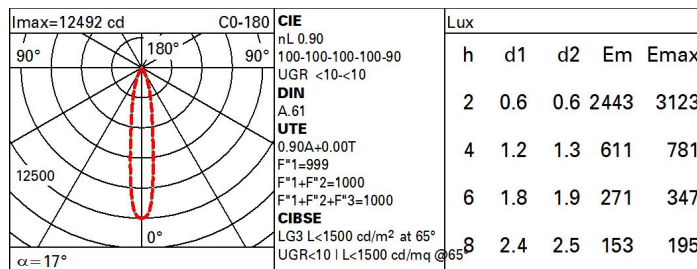 Imax=12492 cd C0-180
90° 180° 90°
12500
0°
α=17°
CIE
nL 0.90
100-100-100-100-90
UGR <10-<10
DIN
A.61
UTE
0.90A+0.00T
F"1=999
F"1+F"2=1000
F"1+F"2+F"3=1000
CIBSE
LG3 L<1500 cd/m² at 65°
UGR<10 | L<1500 cd/mq @65°
Lux
h d1 d2 Em Emax
2 0.6 0.6 2443 3123
4 1.2 1.3 611 781
6 1.8 1.9 271 347
8 2.4 2.5 153 195